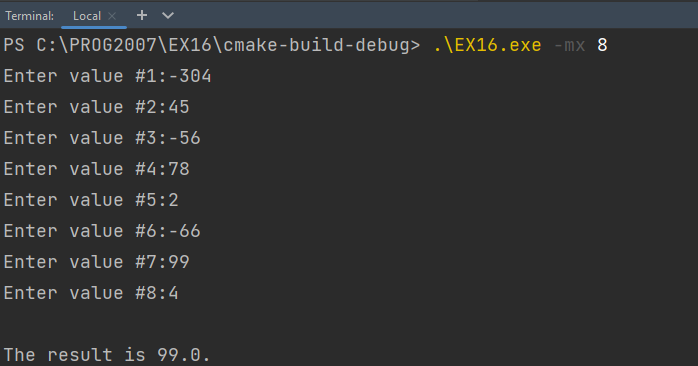 Terminal: Local × + ∨
PS C:\PROG2007\EX16\cmake-build-debug> .\EX16.exe -mx 8
Enter value #1:-304
Enter value #2:45
Enter value #3:-56
Enter value #4:78
Enter value #5:2
Enter value #6:-66
Enter value #7:99
Enter value #8:4
The result is 99.0.